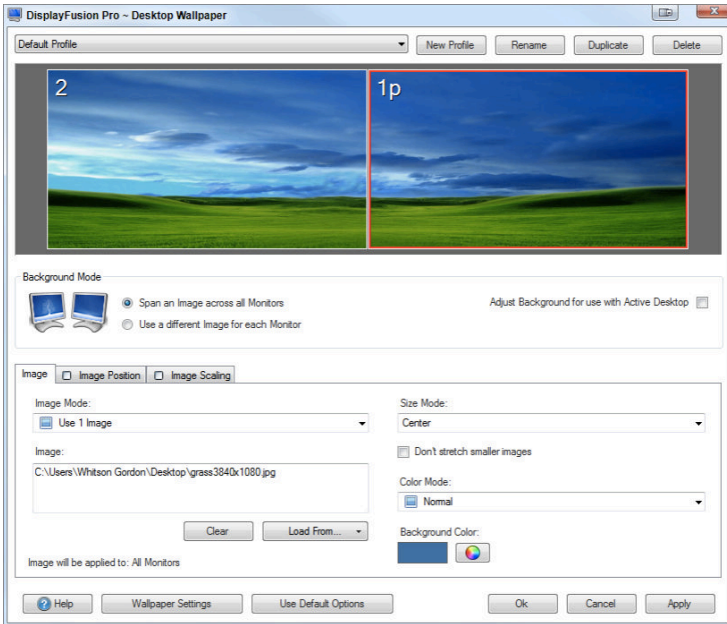 DisplayFusion Pro ~ Desktop Wallpaper
Default Profile
New Profile
Rename
Duplicate
Delete
2
1p
Background Mode
Span an Image across all Monitors
Adjust Background for use with Active Desktop
Use a different Image for each Monitor
Image
Image Position
Image Scaling
Image Mode:
Size Mode:
Use 1 Image
Center
Image:
Don't stretch smaller images
C:\Users\Whitson Gordon\Desktop\grass3840x1080.jpg
Color Mode:
Normal
Clear
Load From...
Background Color:
Image will be applied to: All Monitors
Help
Wallpaper Settings
Use Default Options
Ok
Cancel
Apply